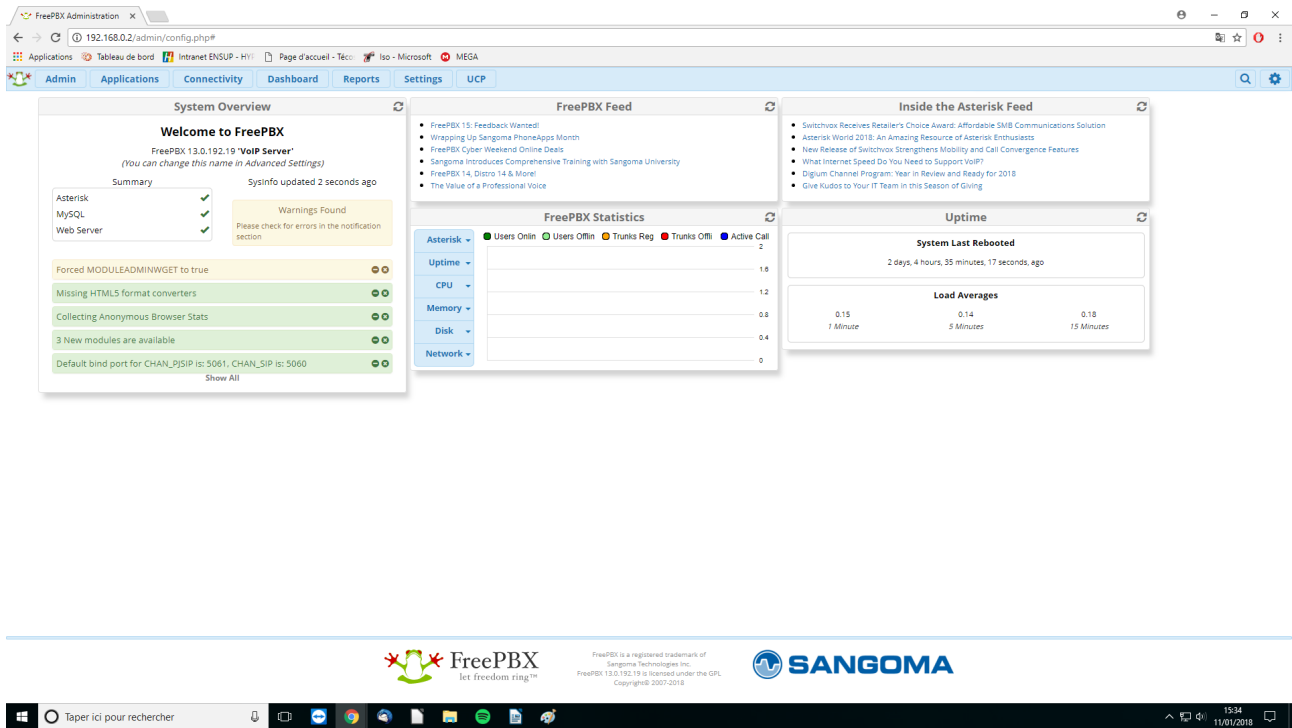 FreePBX Administration
192.168.0.2/admin/config.php#
Applications
Tableau de bord
Intranet ENSUP - HY
Page d'accueil - Téco
Iso - Microsoft
MEGA
Admin Applications Connectivity Dashboard Reports Settings UCP
System Overview
Welcome to FreePBX
FreePBX 13.0.192.19 'VoIP Server'
(You can change this name in Advanced Settings)
Summary
Asterisk
MySQL
Web Server
Sysinfo updated 2 seconds ago
Warnings Found
Please check for errors in the notification
section
Forced MODULEADMINWGET to true
Missing HTML5 format converters
Collecting Anonymous Browser Stats
3 New modules are available
Default bind port for CHAN_PJSIP is: 5061, CHAN_SIP is: 5060
Show All
FreePBX Feed
FreePBX 15: Feedback Wanted!
Wrapping Up Sangoma PhoneApps Month
FreePBX Cyber Weekend Online Deals
Sangoma Introduces Comprehensive Training with Sangoma University
FreePBX 14, Distro 14 & More!
The Value of a Professional Voice
FreePBX Statistics
Asterisk
Uptime
CPU
Memory
Disk
Network
Users Onlin Users Offlin Trunks Reg Trunks Offli Active Call
2
1.6
1.2
0.8
0.4
0
Inside the Asterisk Feed
Switchvox Receives Retailer's Choice Award: Affordable SMB Communications Solution
Asterisk World 2018: An Amazing Resource of Asterisk Enthusiasts
New Release of Switchvox Strengthens Mobility and Call Convergence Features
What Internet Speed Do You Need to Support VoIP?
Digium Channel Program: Year in Review and Ready for 2018
Give Kudos to Your IT Team in this Season of Giving
Uptime
System Last Rebooted
2 days, 4 hours, 35 minutes, 17 seconds, ago
Load Averages
0.15 0.14 0.18
1 Minute 5 Minutes 15 Minutes
FreePBX
let freedom ring™
FreePBX is a registered trademark of
Sangoma Technologies Inc.
FreePBX 13.0.192.19 is licensed under the GPL
Copyright© 2007-2018
SANGOMA
Taper ici pour rechercher
15:34
11/01/2018